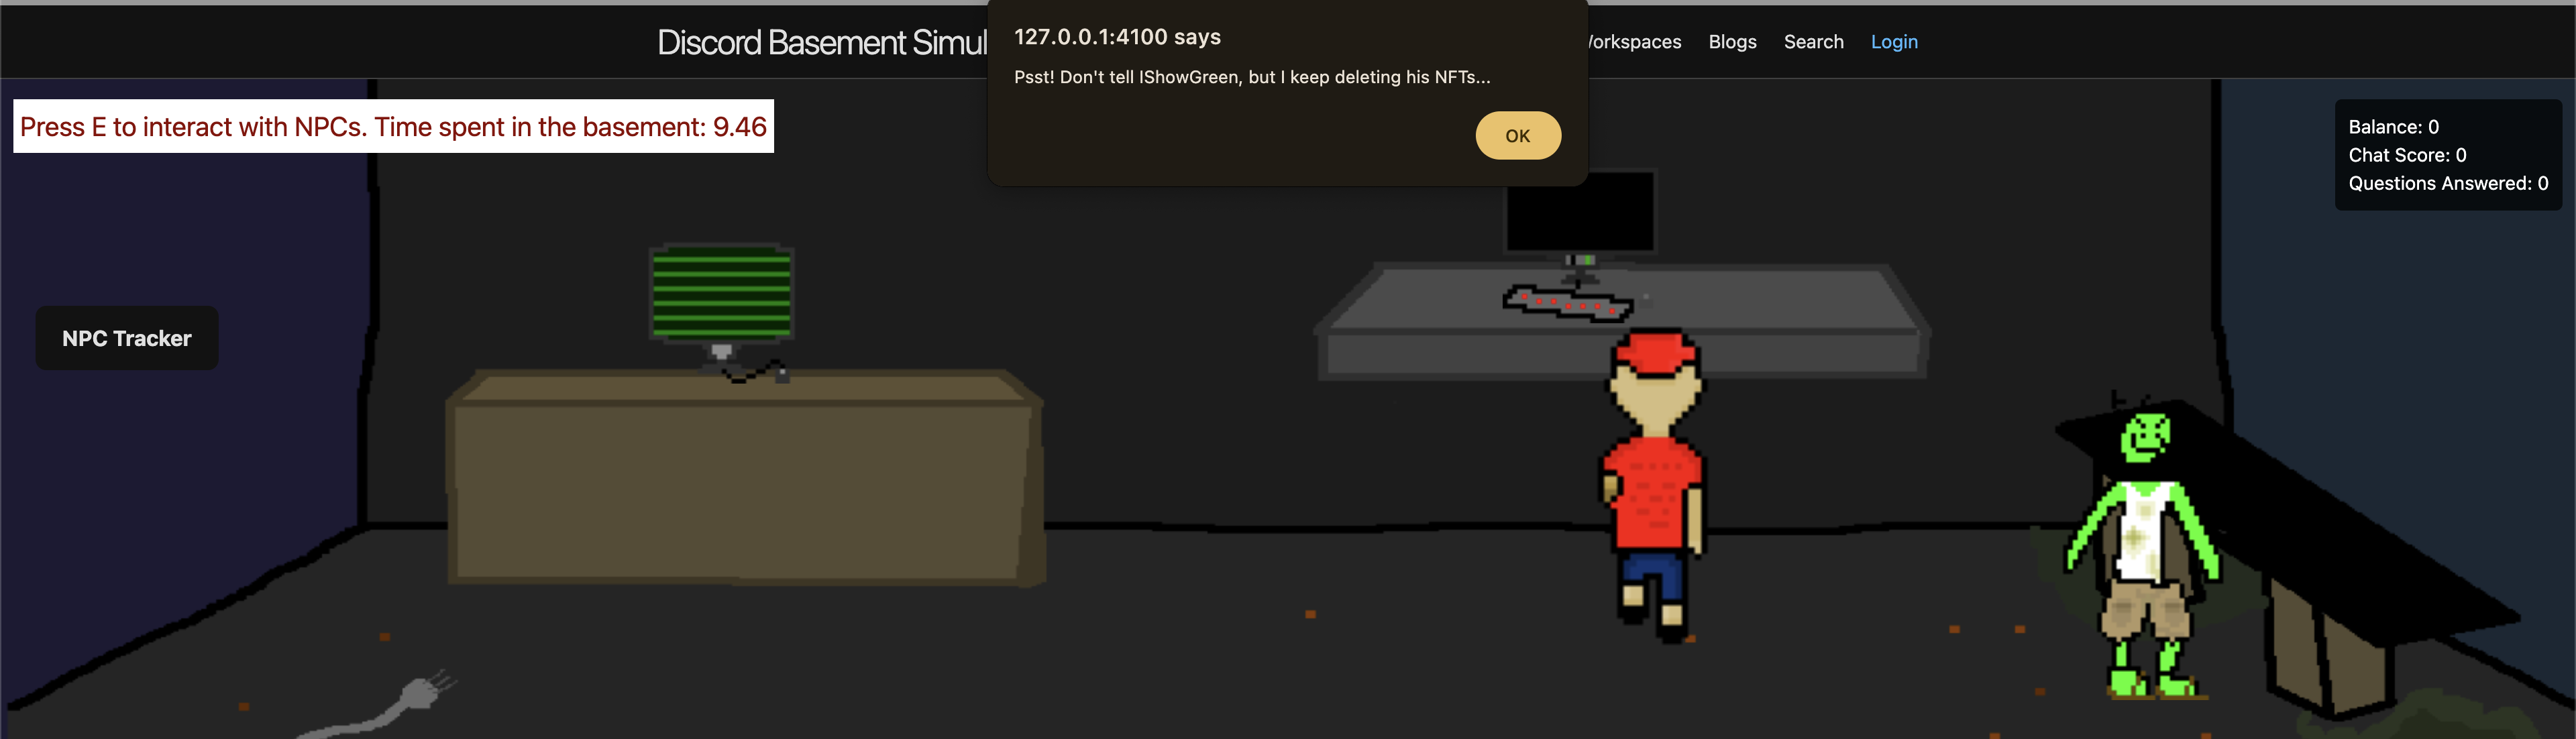 Discord Basement Simul
127.0.0.1:4100 says
Psst! Don't tell IShowGreen, but I keep deleting his NFTs...
OK
orkspaces Blogs Search Login
Press E to interact with NPCs. Time spent in the basement: 9.46
Balance: 0
Chat Score: 0
Questions Answered: 0
NPC Tracker